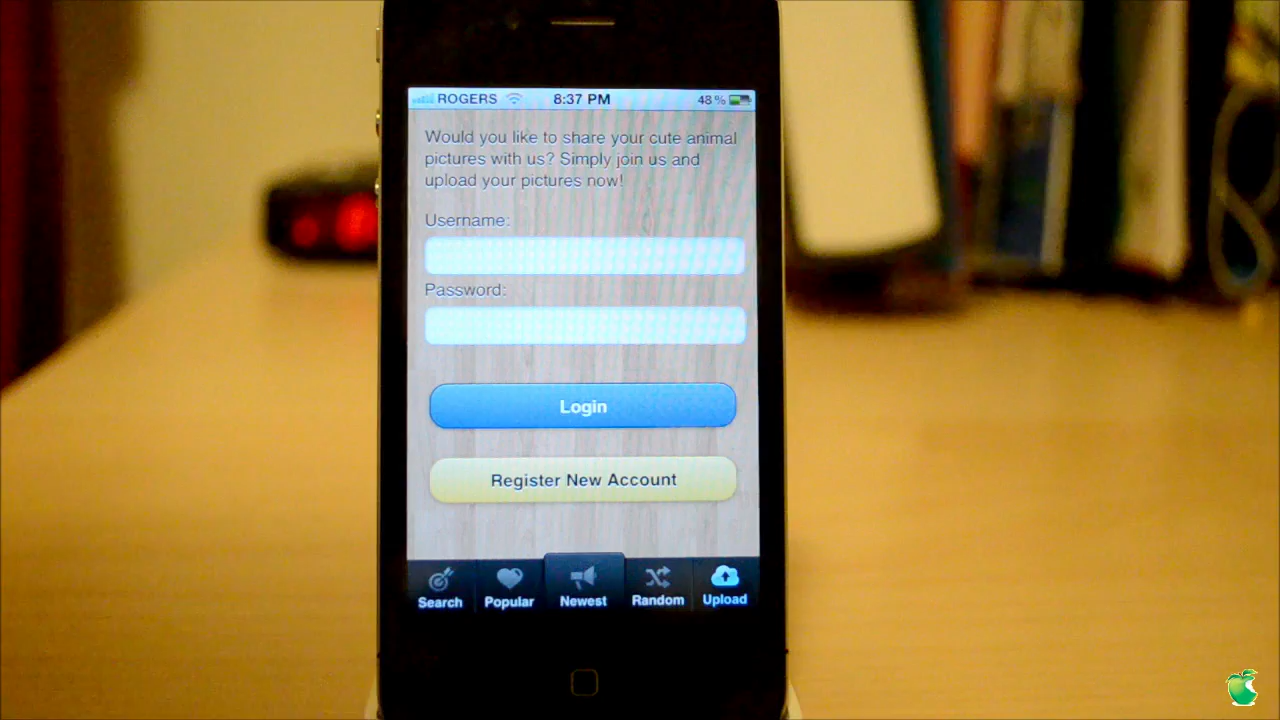 ROGERS 8:37 PM 48%
Would you like to share your cute animal
pictures with us? Simply join us and
upload your pictures now!
Username:
Password:
Login
Register New Account
Search Popular Newest Random Upload